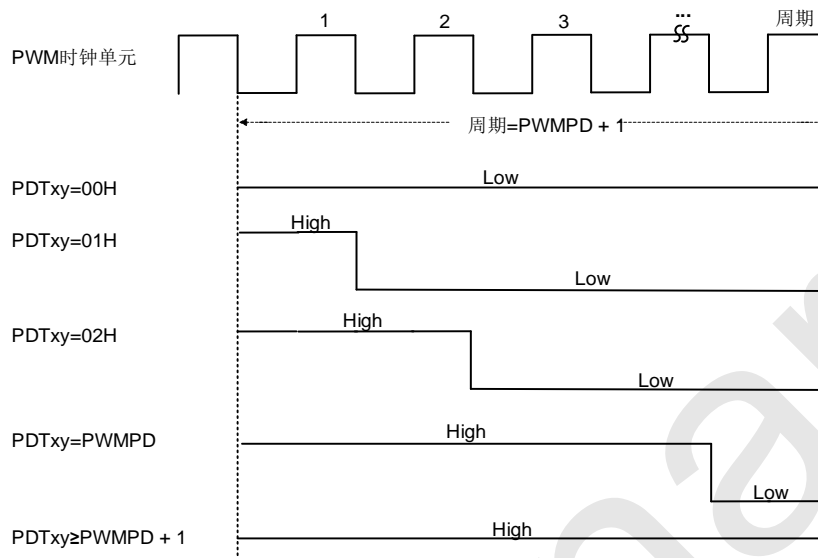 1 2 3 ... 周期
PWM时钟单元
周期=PWMPD + 1
PDTxy=00H
Low
PDTxy=01H
High
Low
PDTxy=02H
High
Low
PDTxy=PWMPD
High
Low
PDTxy≥PWMPD + 1
High